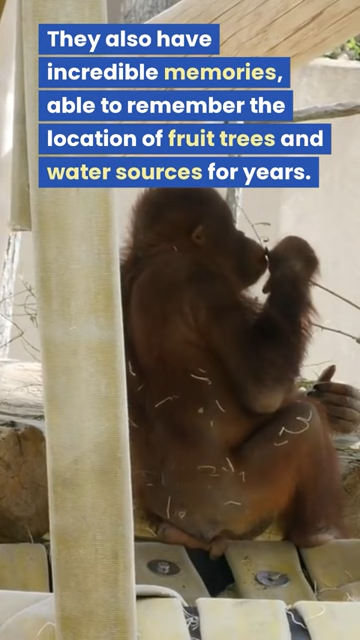 They also have
incredible memories,
able to remember the
location of fruit trees and
water sources for years.